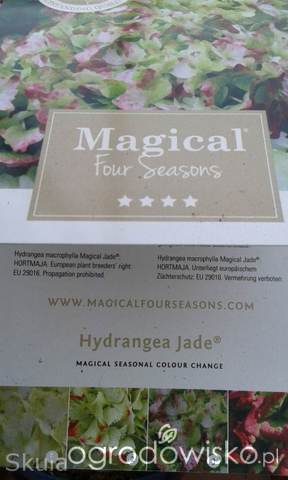 Magical®
Four Seasons
Hydrangea macrophylla Magical Jade®
HORTMAJA. European plant breeders' right
EU 29016. Propagation prohibited.
Hydrangea macrophylla Magical Jade®
HORTMAJA. Unterliegt europäischem
Züchterschutz: EU 29016. Vermehrung verboten.
WWW.MAGICALFOURSEASONS.COM
Hydrangea Jade®
MAGICAL SEASONAL COLOUR CHANGE
Skula
ogrodowisko.pl